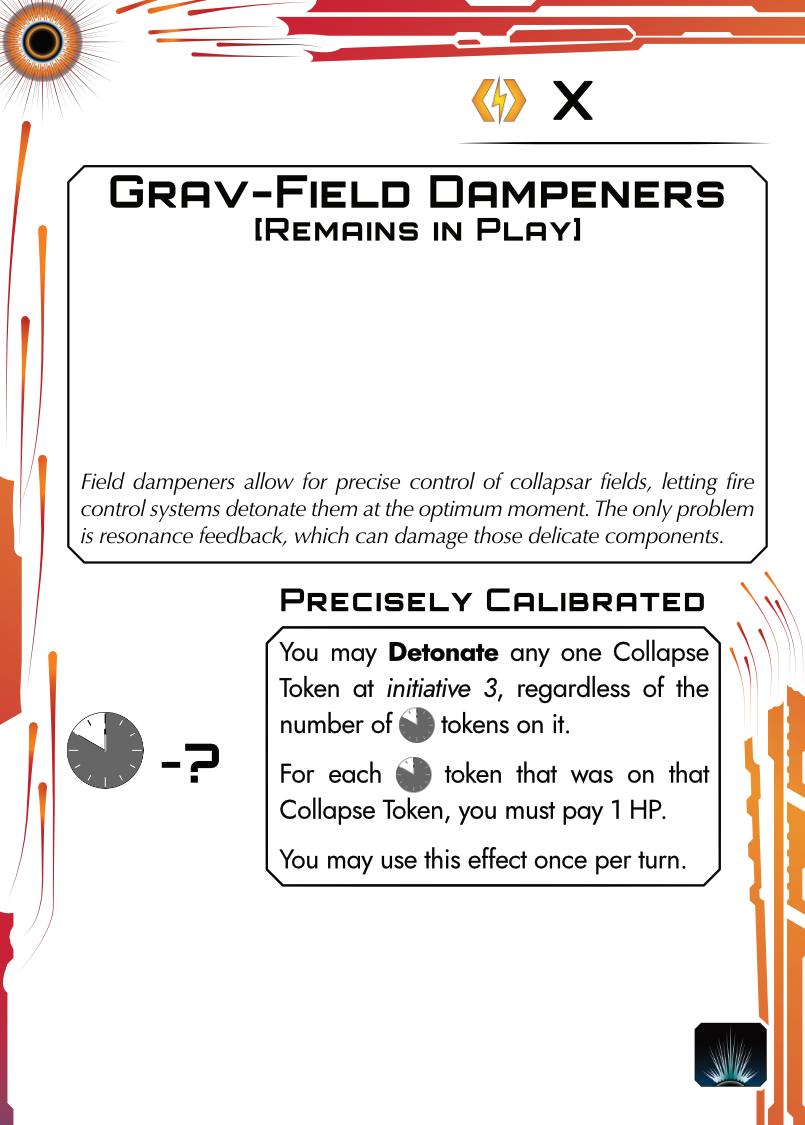 X
Grav-Field Dampeners
[Remains in Play]
Field dampeners allow for precise control of collapsar fields, letting fire
control systems detonate them at the optimum moment. The only problem
is resonance feedback, which can damage those delicate components.
Precisely Calibrated
You may Detonate any one Collapse
Token at initiative 3, regardless of the
number of tokens on it.
-?
For each token that was on that
Collapse Token, you must pay 1 HP.
You may use this effect once per turn.